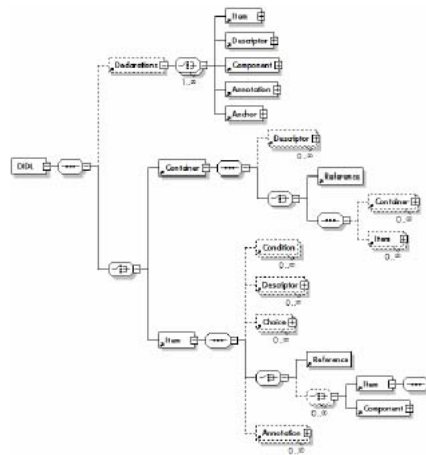 Item
Descriptor
Declarations
Component
1..∞
Annotation
Anchor
Descriptor
0..∞
DIDL
Container
Reference
Container
0..∞
Item
0..∞
Condition
0..∞
Descriptor
0..∞
Choice
0..∞
Item
Reference
Item
0..∞
Component
Annotation
0..∞